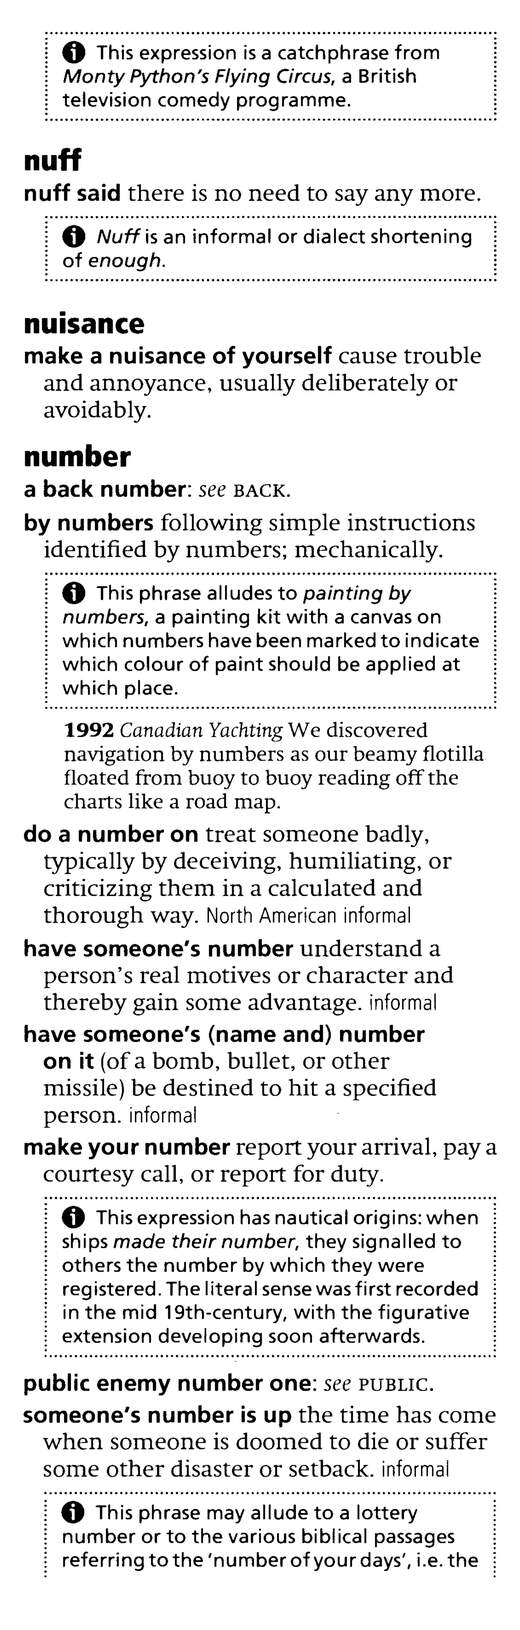 This expression is a catchphrase from
Monty Python's Flying Circus, a British
television comedy programme.
nuff
nuff said there is no need to say any more.
Nuff is an informal or dialect shortening
of enough.
nuisance
make a nuisance of yourself cause trouble
and annoyance, usually deliberately or
avoidably.
number
a back number: see BACK.
by numbers following simple instructions
identified by numbers; mechanically.
This phrase alludes to painting by
numbers, a painting kit with a canvas on
which numbers have been marked to indicate
which colour of paint should be applied at
which place.
1992 Canadian Yachting We discovered
navigation by numbers as our beamy flotilla
floated from buoy to buoy reading off the
charts like a road map.
do a number on treat someone badly,
typically by deceiving, humiliating, or
criticizing them in a calculated and
thorough way. North American informal
have someone's number understand a
person's real motives or character and
thereby gain some advantage. informal
have someone's (name and) number
on it (of a bomb, bullet, or other
missile) be destined to hit a specified
person. informal
make your number report your arrival, pay a
courtesy call, or report for duty.
This expression has nautical origins: when
ships made their number, they signalled to
others the number by which they were
registered. The literal sense was first recorded
in the mid 19th-century, with the figurative
extension developing soon afterwards.
public enemy number one: see PUBLIC.
someone's number is up the time has come
when someone is doomed to die or suffer
some other disaster or setback. informal
This phrase may allude to a lottery
number or to the various biblical passages
referring to the 'number of your days', i.e. the